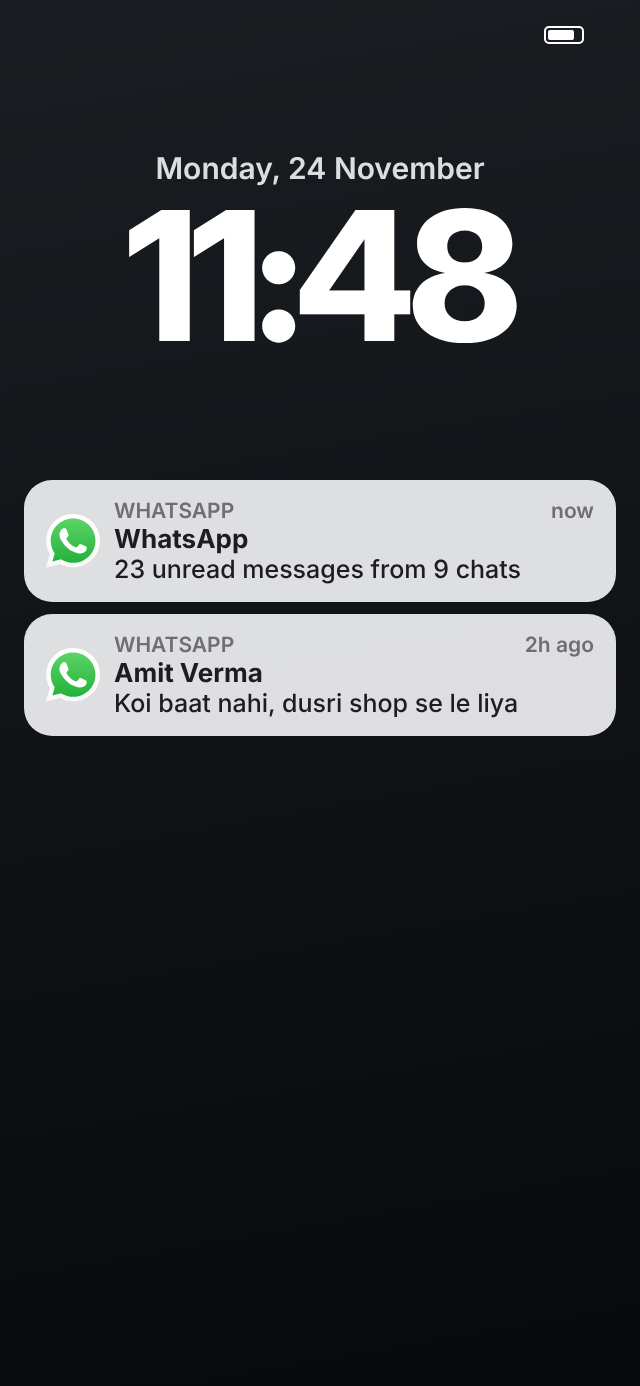 Monday, 24 November
11:48
WHATSAPP now
WhatsApp
23 unread messages from 9 chats
WHATSAPP 2h ago
Amit Verma
Koi baat nahi, dusri shop se le liya